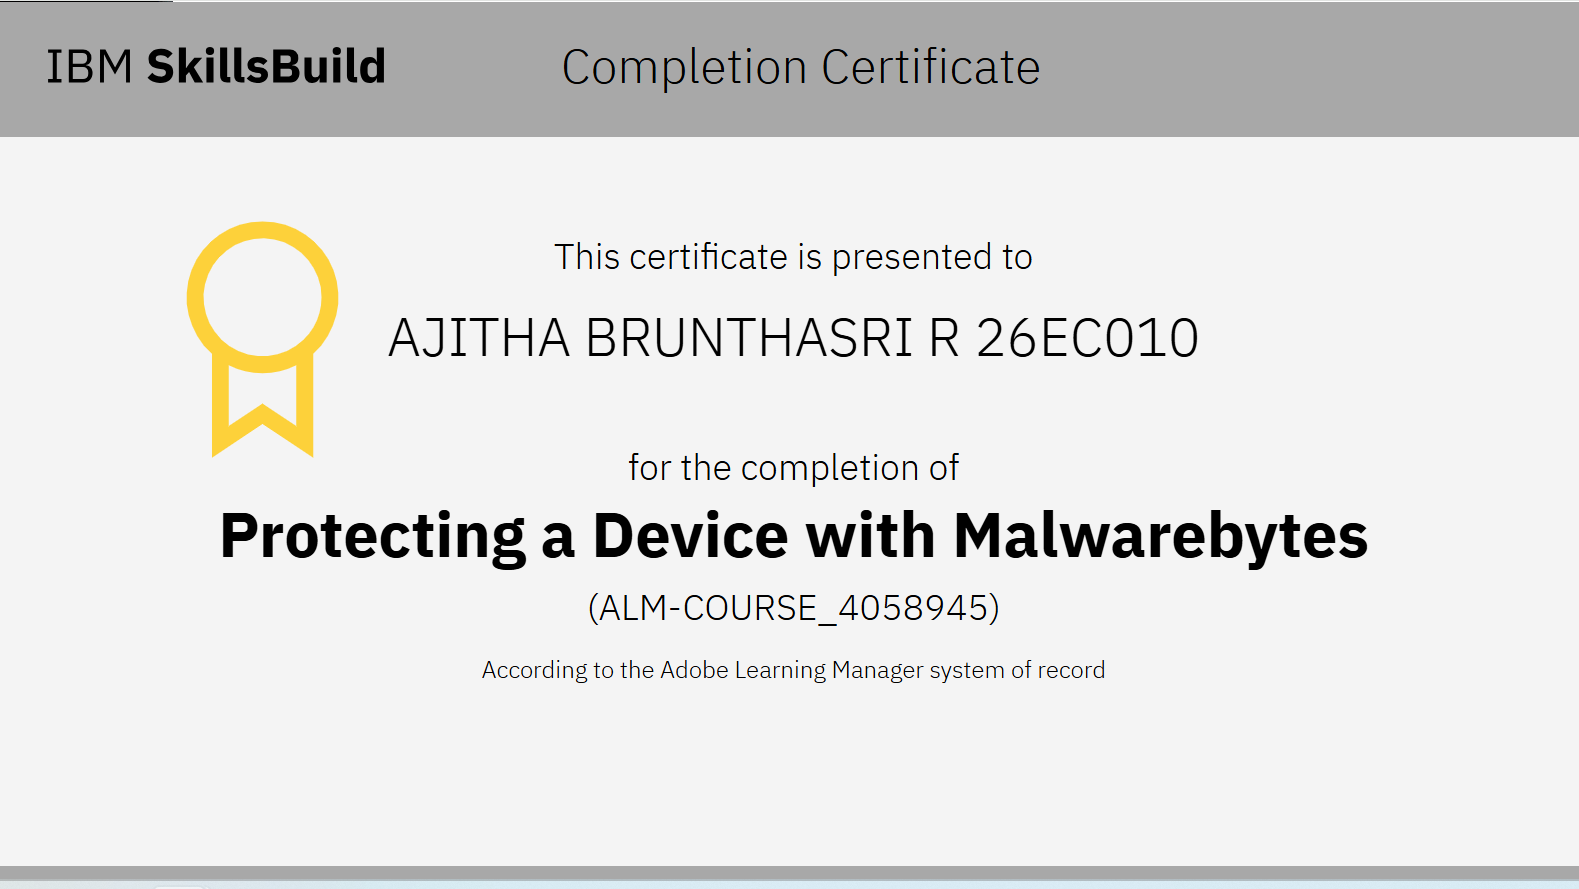 IBM SkillsBuild
Completion Certificate
This certificate is presented to
AJITHA BRUNTHASRI R 26EC010
for the completion of
Protecting a Device with Malwarebytes
(ALM-COURSE_4058945)
According to the Adobe Learning Manager system of record